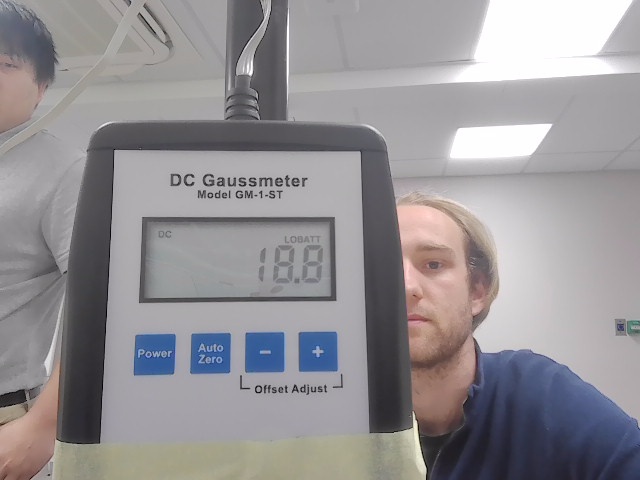 DC Gaussmeter
Model GM-1-ST
DC
LOBATT
18.8
Power
Auto
Zero
−
+
Offset Adjust